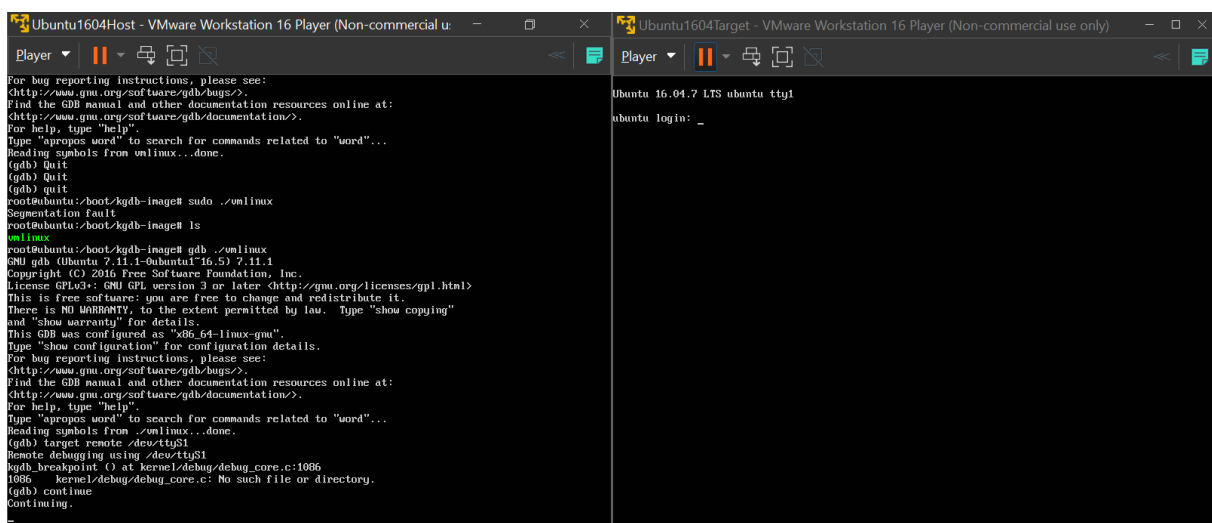 Ubuntu1604Host - VMware Workstation 16 Player (Non-commercial u:
Player
For bug reporting instructions, please see:
<http://www.gnu.org/software/gdb/bugs/>.
Find the GDB manual and other documentation resources online at:
<http://www.gnu.org/software/gdb/documentation/>.
For help, type "help".
Type "apropos word" to search for commands related to "word"...
Reading symbols from vmlinux...done.
(gdb) Quit
(gdb) Quit
(gdb) quit
root@ubuntu:/boot/kgdb-image# sudo ./vmlinux
Segmentation fault
root@ubuntu:/boot/kgdb-image# ls
vmlinux
root@ubuntu:/boot/kgdb-image# gdb ./vmlinux
GNU gdb (Ubuntu 7.11.1-0ubuntu1~16.5) 7.11.1
Copyright (C) 2016 Free Software Foundation, Inc.
License GPLv3+: GNU GPL version 3 or later <http://gnu.org/licenses/gpl.html>
This is free software: you are free to change and redistribute it.
There is NO WARRANTY, to the extent permitted by law.  Type "show copying"
and "show warranty" for details.
This GDB was configured as "x86_64-linux-gnu".
Type "show configuration" for configuration details.
For bug reporting instructions, please see:
<http://www.gnu.org/software/gdb/bugs/>.
Find the GDB manual and other documentation resources online at:
<http://www.gnu.org/software/gdb/documentation/>.
For help, type "help".
Type "apropos word" to search for commands related to "word"...
Reading symbols from ./vmlinux...done.
(gdb) target remote /dev/ttyS1
Remote debugging using /dev/ttyS1
kgdb_breakpoint () at kernel/debug/debug_core.c:1086
1086    kernel/debug/debug_core.c: No such file or directory.
(gdb) continue
Continuing.
Ubuntu1604Target - VMware Workstation 16 Player (Non-commercial use only)
Player
Ubuntu 16.04.7 LTS ubuntu tty1
ubuntu login: _